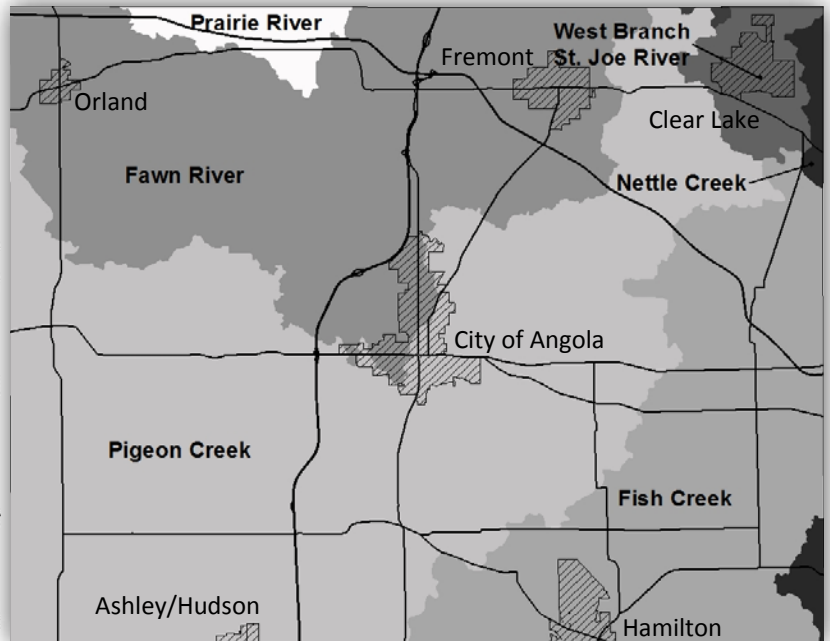 Prairie River
West Branch
St. Joe River
Fremont
Orland
Clear Lake
Fawn River
Nettle Creek
City of Angola
Pigeon Creek
Fish Creek
Ashley/Hudson
Hamilton